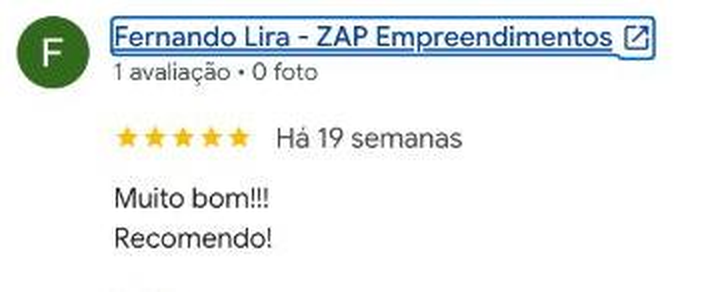 F
Fernando Lira - ZAP Empreendimentos
1 avaliação • 0 foto
Há 19 semanas
Muito bom!!!
Recomendo!